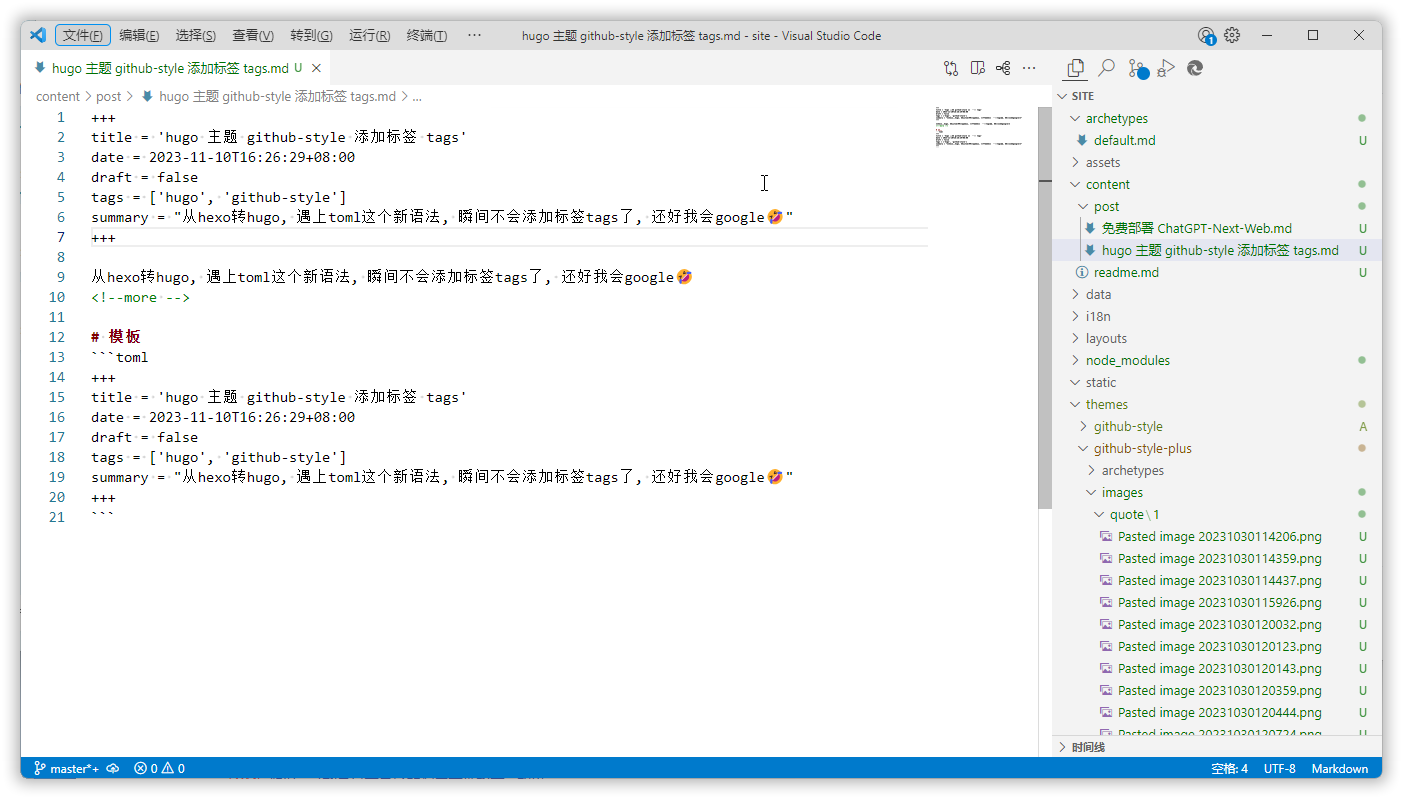 文件(F) 编辑(E) 选择(S) 查看(V) 转到(G) 运行(R) 终端(T) ··· hugo 主题 github-style 添加标签 tags.md - site - Visual Studio Code 1
hugo 主题 github-style 添加标签 tags.md U
content > post > hugo 主题 github-style 添加标签 tags.md > ...
1 +++
2 title = 'hugo 主题 github-style 添加标签 tags'
3 date = 2023-11-10T16:26:29+08:00
4 draft = false
5 tags = ['hugo', 'github-style']
6 summary = "从hexo转hugo, 遇上toml这个新语法, 瞬间不会添加标签tags了, 还好我会google🤣"
7 +++
8
9 从hexo转hugo, 遇上toml这个新语法, 瞬间不会添加标签tags了, 还好我会google🤣
10 <!--more -->
11
12 # 模板
13 ```toml
14 +++
15 title = 'hugo 主题 github-style 添加标签 tags'
16 date = 2023-11-10T16:26:29+08:00
17 draft = false
18 tags = ['hugo', 'github-style']
19 summary = "从hexo转hugo, 遇上toml这个新语法, 瞬间不会添加标签tags了, 还好我会google🤣"
20 +++
21 ```
SITE
archetypes
default.md U
assets
content
post
免费部署 ChatGPT-Next-Web.md U
hugo 主题 github-style 添加标签 tags.md U
readme.md U
data
i18n
layouts
node_modules
static
themes
github-style A
github-style-plus
archetypes
images
quote \ 1
Pasted image 20231030114206.png U
Pasted image 20231030114359.png U
Pasted image 20231030114437.png U
Pasted image 20231030115926.png U
Pasted image 20231030120032.png U
Pasted image 20231030120123.png U
Pasted image 20231030120143.png U
Pasted image 20231030120359.png U
Pasted image 20231030120444.png U
Pasted image 20231030120724.png U
时间线
master*+ 0 0 空格: 4 UTF-8 Markdown